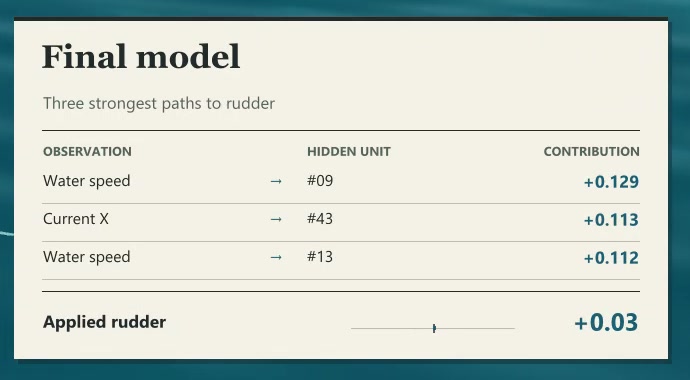 Final model
Three strongest paths to rudder
OBSERVATION HIDDEN UNIT CONTRIBUTION
Water speed → #09 +0.129
Current X → #43 +0.113
Water speed → #13 +0.112
Applied rudder +0.03